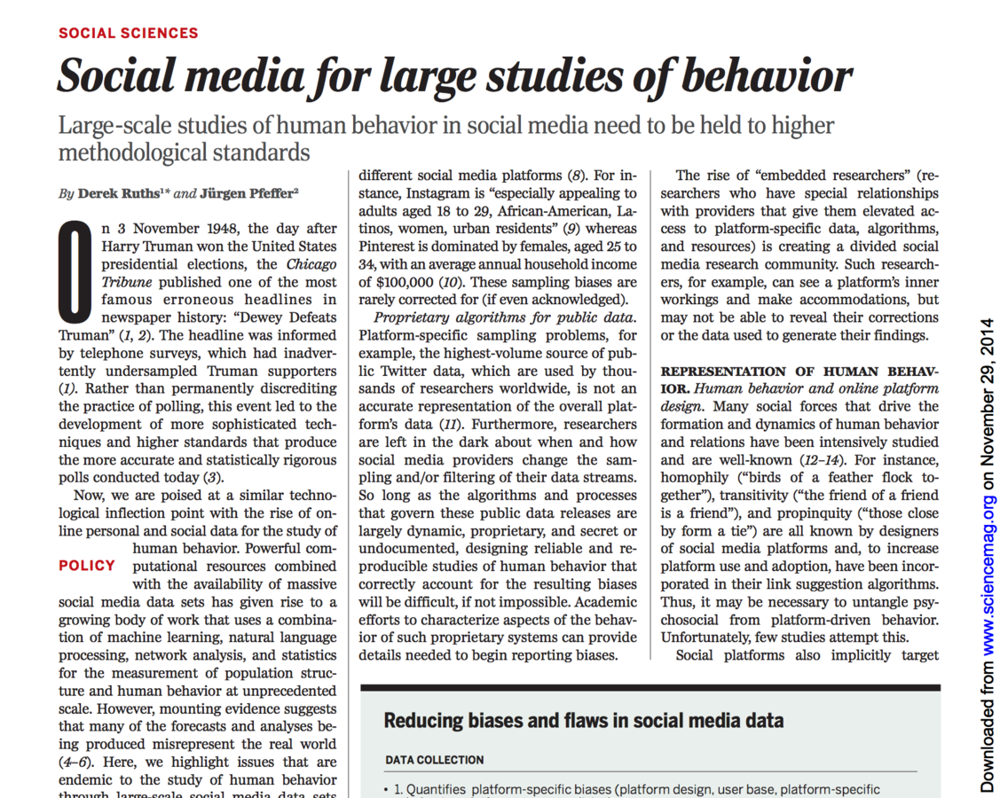 SOCIAL SCIENCES
Social media for large studies of behavior
Large-scale studies of human behavior in social media need to be held to higher
methodological standards
By Derek Ruths1* and Jürgen Pfeffer2
On 3 November 1948, the day after
Harry Truman won the United States
presidential elections, the Chicago
Tribune published one of the most
famous erroneous headlines in
newspaper history: “Dewey Defeats
Truman” (1, 2). The headline was informed
by telephone surveys, which had inadver-
tently undersampled Truman supporters
(1). Rather than permanently discrediting
the practice of polling, this event led to the
development of more sophisticated tech-
niques and higher standards that produce
the more accurate and statistically rigorous
polls conducted today (3).
Now, we are poised at a similar techno-
logical inflection point with the rise of on-
line personal and social data for the study of
human behavior. Powerful com-
POLICY
putational resources combined
with the availability of massive
social media data sets has given rise to a
growing body of work that uses a combina-
tion of machine learning, natural language
processing, network analysis, and statistics
for the measurement of population struc-
ture and human behavior at unprecedented
scale. However, mounting evidence suggests
that many of the forecasts and analyses be-
ing produced misrepresent the real world
(4–6). Here, we highlight issues that are
endemic to the study of human behavior
through large-scale social media data sets
different social media platforms (8). For in-
stance, Instagram is “especially appealing to
adults aged 18 to 29, African-American, La-
tinos, women, urban residents” (9) whereas
Pinterest is dominated by females, aged 25 to
34, with an average annual household income
of $100,000 (10). These sampling biases are
rarely corrected for (if even acknowledged).
Proprietary algorithms for public data.
Platform-specific sampling problems, for
example, the highest-volume source of pub-
lic Twitter data, which are used by thou-
sands of researchers worldwide, is not an
accurate representation of the overall plat-
form’s data (11). Furthermore, researchers
are left in the dark about when and how
social media providers change the sam-
pling and/or filtering of their data streams.
So long as the algorithms and processes
that govern these public data releases are
largely dynamic, proprietary, and secret or
undocumented, designing reliable and re-
producible studies of human behavior that
correctly account for the resulting biases
will be difficult, if not impossible. Academic
efforts to characterize aspects of the behav-
ior of such proprietary systems can provide
details needed to begin reporting biases.
The rise of “embedded researchers” (re-
searchers who have special relationships
with providers that give them elevated ac-
cess to platform-specific data, algorithms,
and resources) is creating a divided social
media research community. Such research-
ers, for example, can see a platform’s inner
workings and make accommodations, but
may not be able to reveal their corrections
or the data used to generate their findings.
REPRESENTATION OF HUMAN BEHAV-
IOR. Human behavior and online platform
design. Many social forces that drive the
formation and dynamics of human behavior
and relations have been intensively studied
and are well-known (12–14). For instance,
homophily (“birds of a feather flock to-
gether”), transitivity (“the friend of a friend
is a friend”), and propinquity (“those close
by form a tie”) are all known by designers
of social media platforms and, to increase
platform use and adoption, have been incor-
porated in their link suggestion algorithms.
Thus, it may be necessary to untangle psy-
chosocial from platform-driven behavior.
Unfortunately, few studies attempt this.
Social platforms also implicitly target
Reducing biases and flaws in social media data
DATA COLLECTION
• 1. Quantifies platform-specific biases (platform design, user base, platform-specific
Downloaded from www.sciencemag.org on November 29, 2014